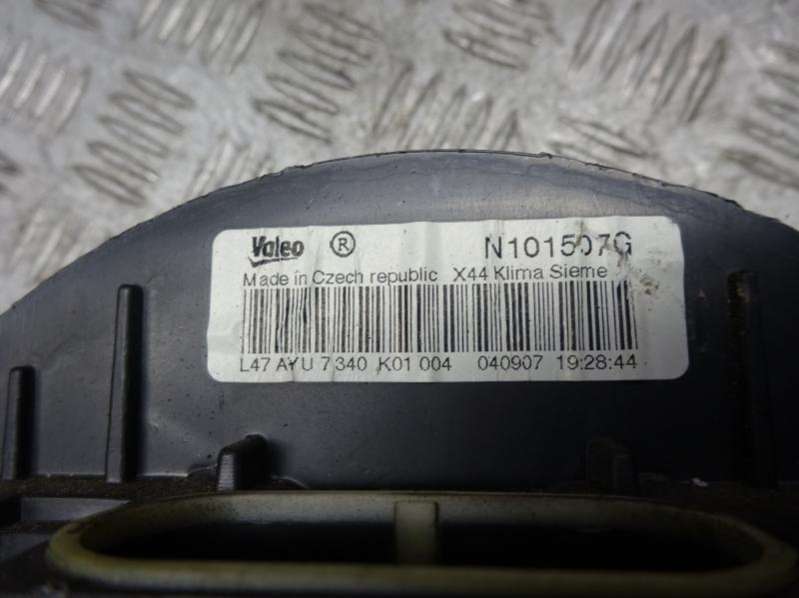 Valeo ® N101507G
Made in Czech republic X44 Klima Sieme
L47 AYU 7 340 K01 004 040907 19:28:44